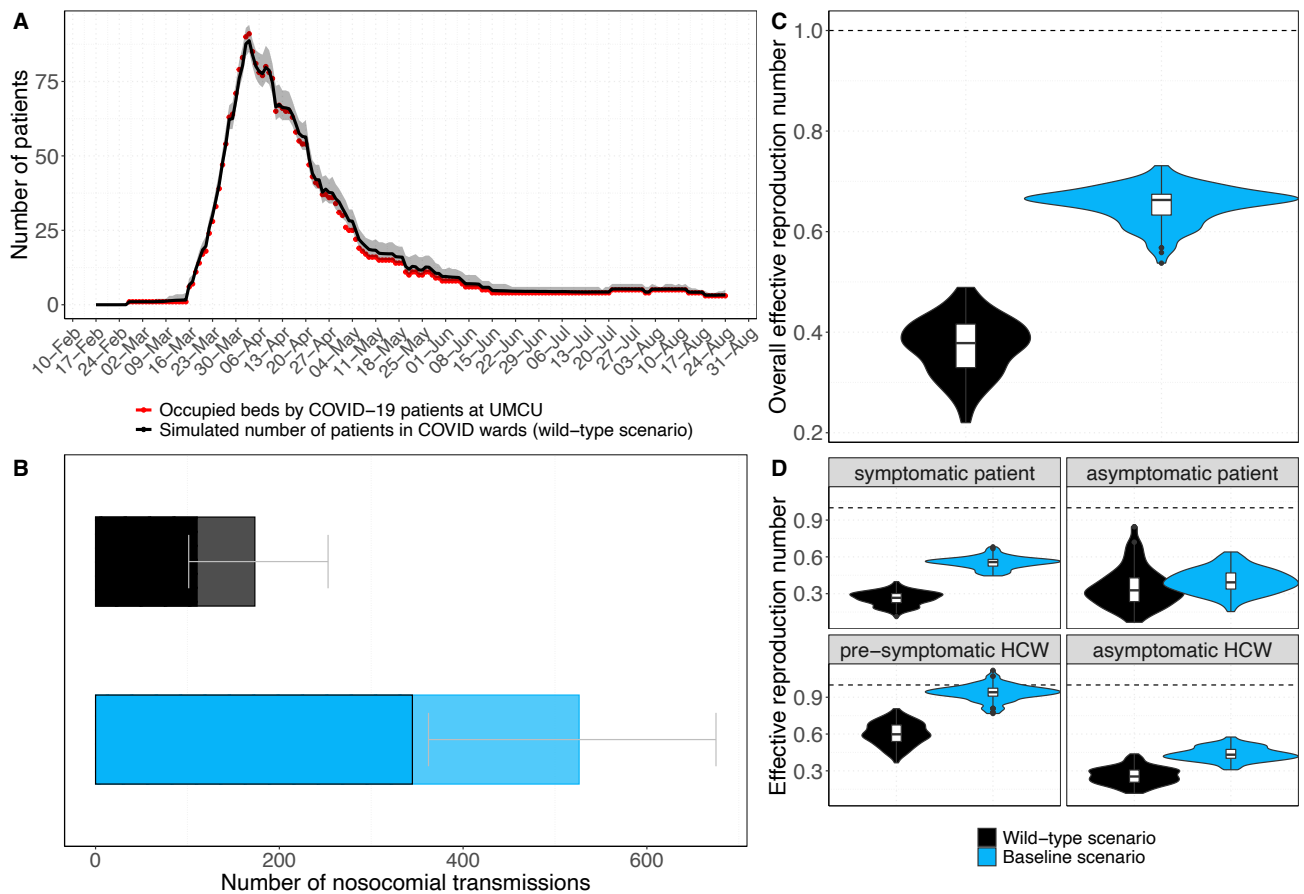 A
Number of patients
75
50
25
0
10−Feb
17−Feb
24−Feb
02−Mar
09−Mar
16−Mar
23−Mar
30−Mar
06−Apr
13−Apr
20−Apr
27−Apr
04−May
11−May
18−May
25−May
01−Jun
08−Jun
15−Jun
22−Jun
29−Jun
06−Jul
13−Jul
20−Jul
27−Jul
03−Aug
10−Aug
17−Aug
24−Aug
31−Aug
Occupied beds by COVID−19 patients at UMCU
Simulated number of patients in COVID wards (wild−type scenario)
B
0
200
400
600
Number of nosocomial transmissions
C
Overall effective reproduction number
1.0
0.8
0.6
0.4
0.2
D
Effective reproduction number
symptomatic patient
asymptomatic patient
0.9
0.6
0.3
pre−symptomatic HCW
asymptomatic HCW
0.9
0.6
0.3
Wild−type scenario
Baseline scenario